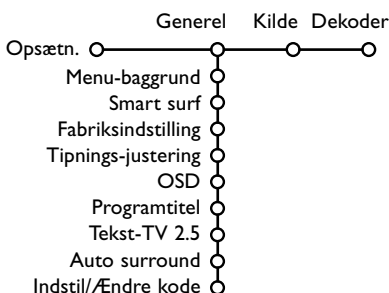 Generel Kilde Dekoder
Opsætn.
Menu-baggrund
Smart surf
Fabriksindstilling
Tipnings-justering
OSD
Programtitel
Tekst-TV 2.5
Auto surround
Indstil/Ændre kode